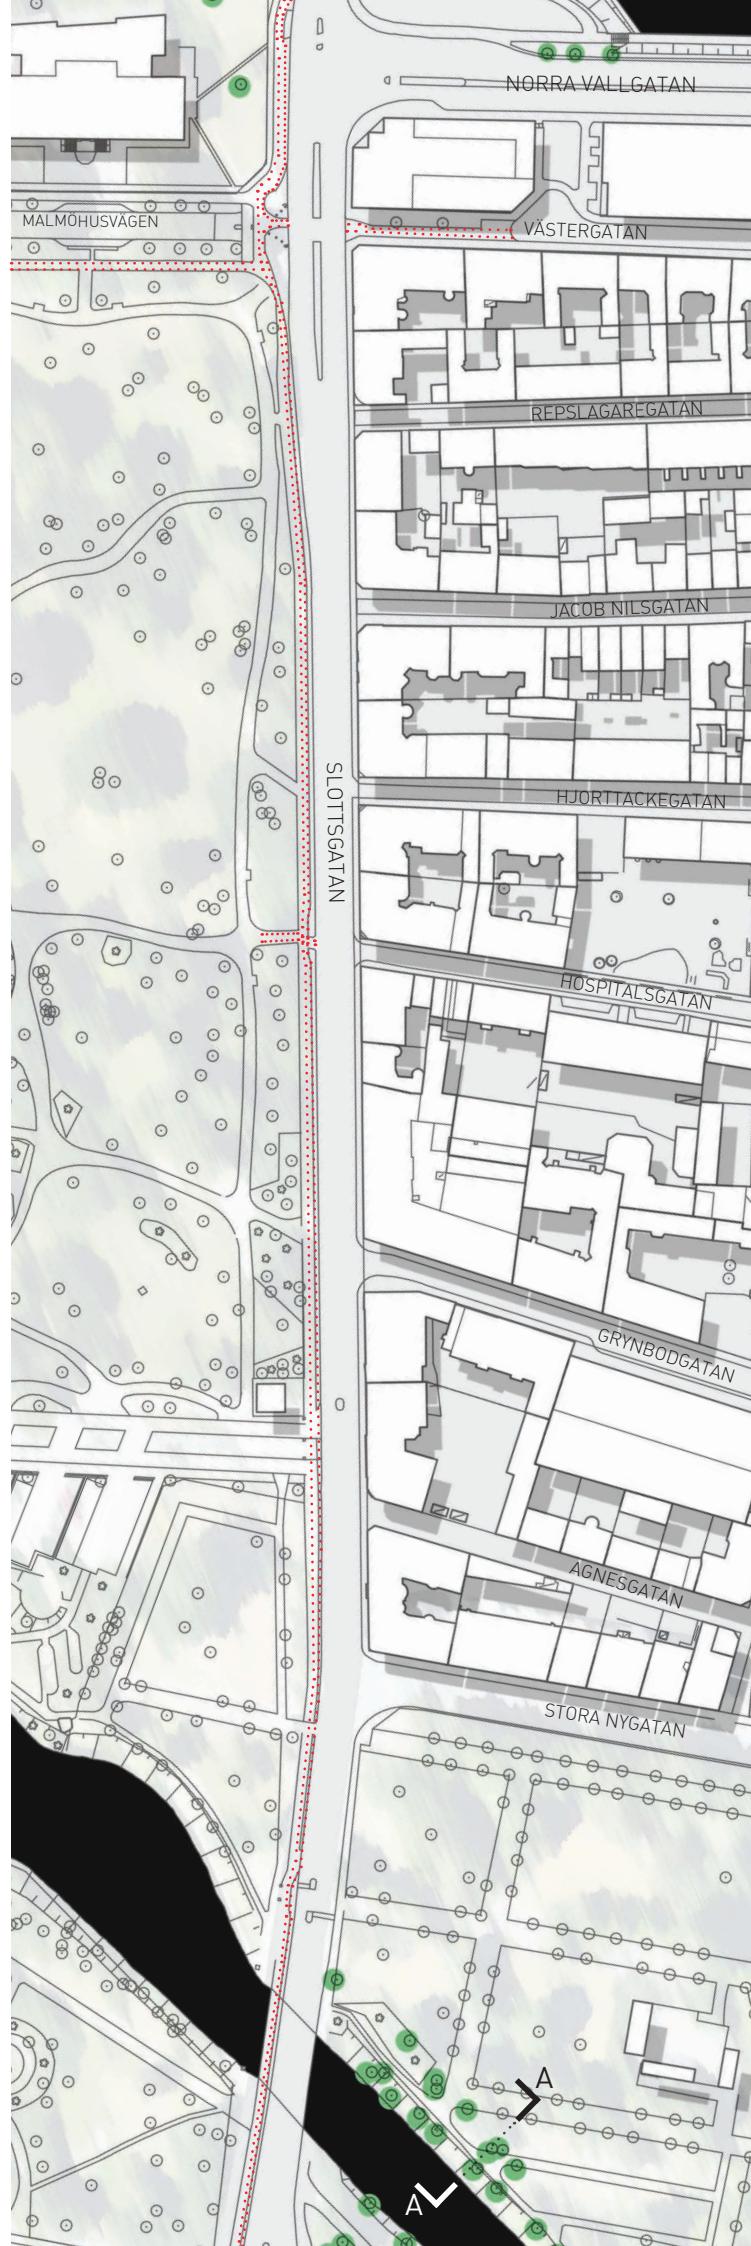 NORRA VALLGATAN
MALMÖHUSVÄGEN
VÄSTERGATAN
REPSLAGAREGATAN
JACOB NILSGATAN
SLOTTSGATAN
HJORTTACKEGATAN
HOSPITALSGATAN
GRYNBODGATAN
AGNESGATAN
STORA NYGATAN
A
A